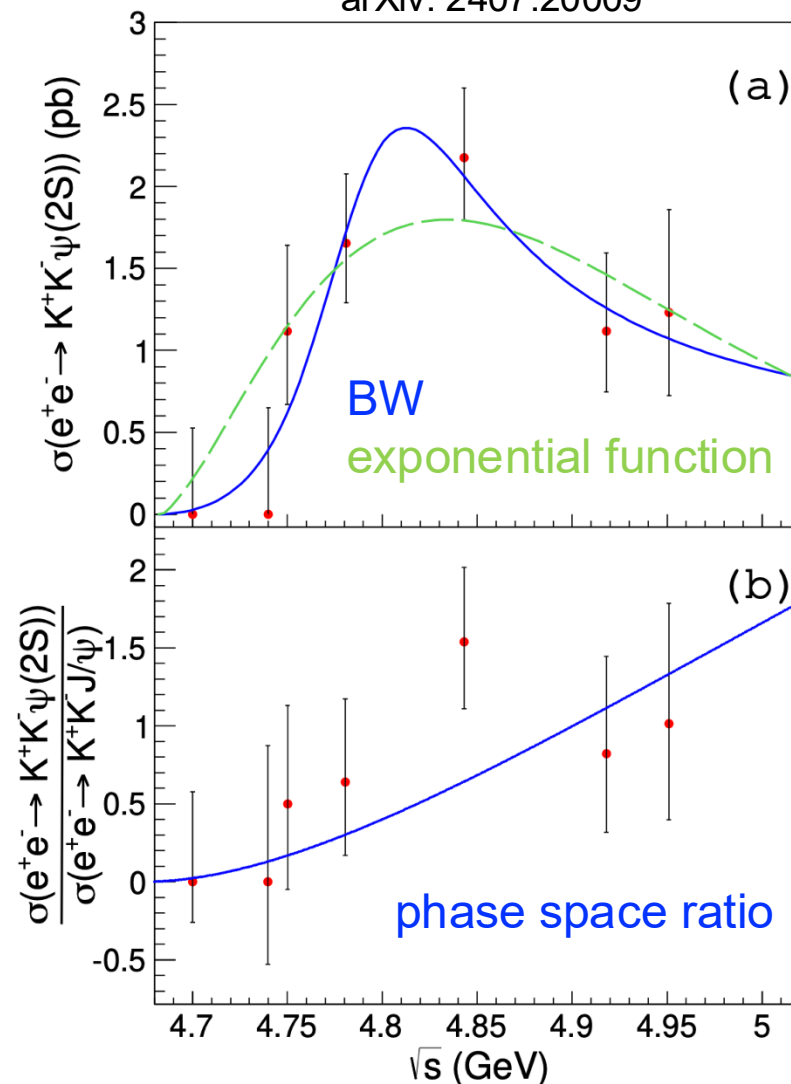 arXiv: 2407.20009
3
2.5
2
1.5
1
0.5
0
σ(e⁺e⁻→ K⁺K⁻ψ(2S)) (pb)
(a)
BW
exponential function
2
1.5
1
0.5
0
-0.5
σ(e⁺e⁻→ K⁺K⁻ψ(2S))
σ(e⁺e⁻→ K⁺K⁻J/ψ)
(b)
phase space ratio
4.7 4.75 4.8 4.85 4.9 4.95 5
√s (GeV)